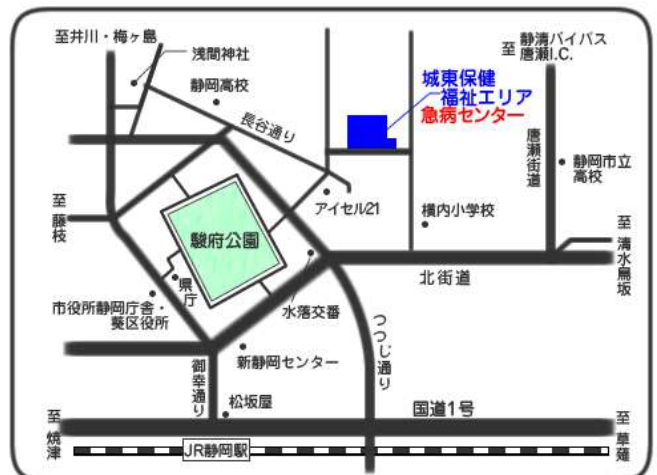 至井川・梅ヶ島
浅間神社
静岡高校
長谷通り
城東保健
福祉エリア
急病センター
至
静清バイパス
唐瀬I.C.
唐瀬街道
静岡市立
高校
至
藤枝
アイセル21
横内小学校
至
清水鳥坂
駿府公園
県庁
北街道
市役所静岡庁舎・
葵区役所
水落交番
つつじ通り
御幸通り
新静岡センター
松坂屋
国道1号
至
焼津
JR静岡駅
至
草薙